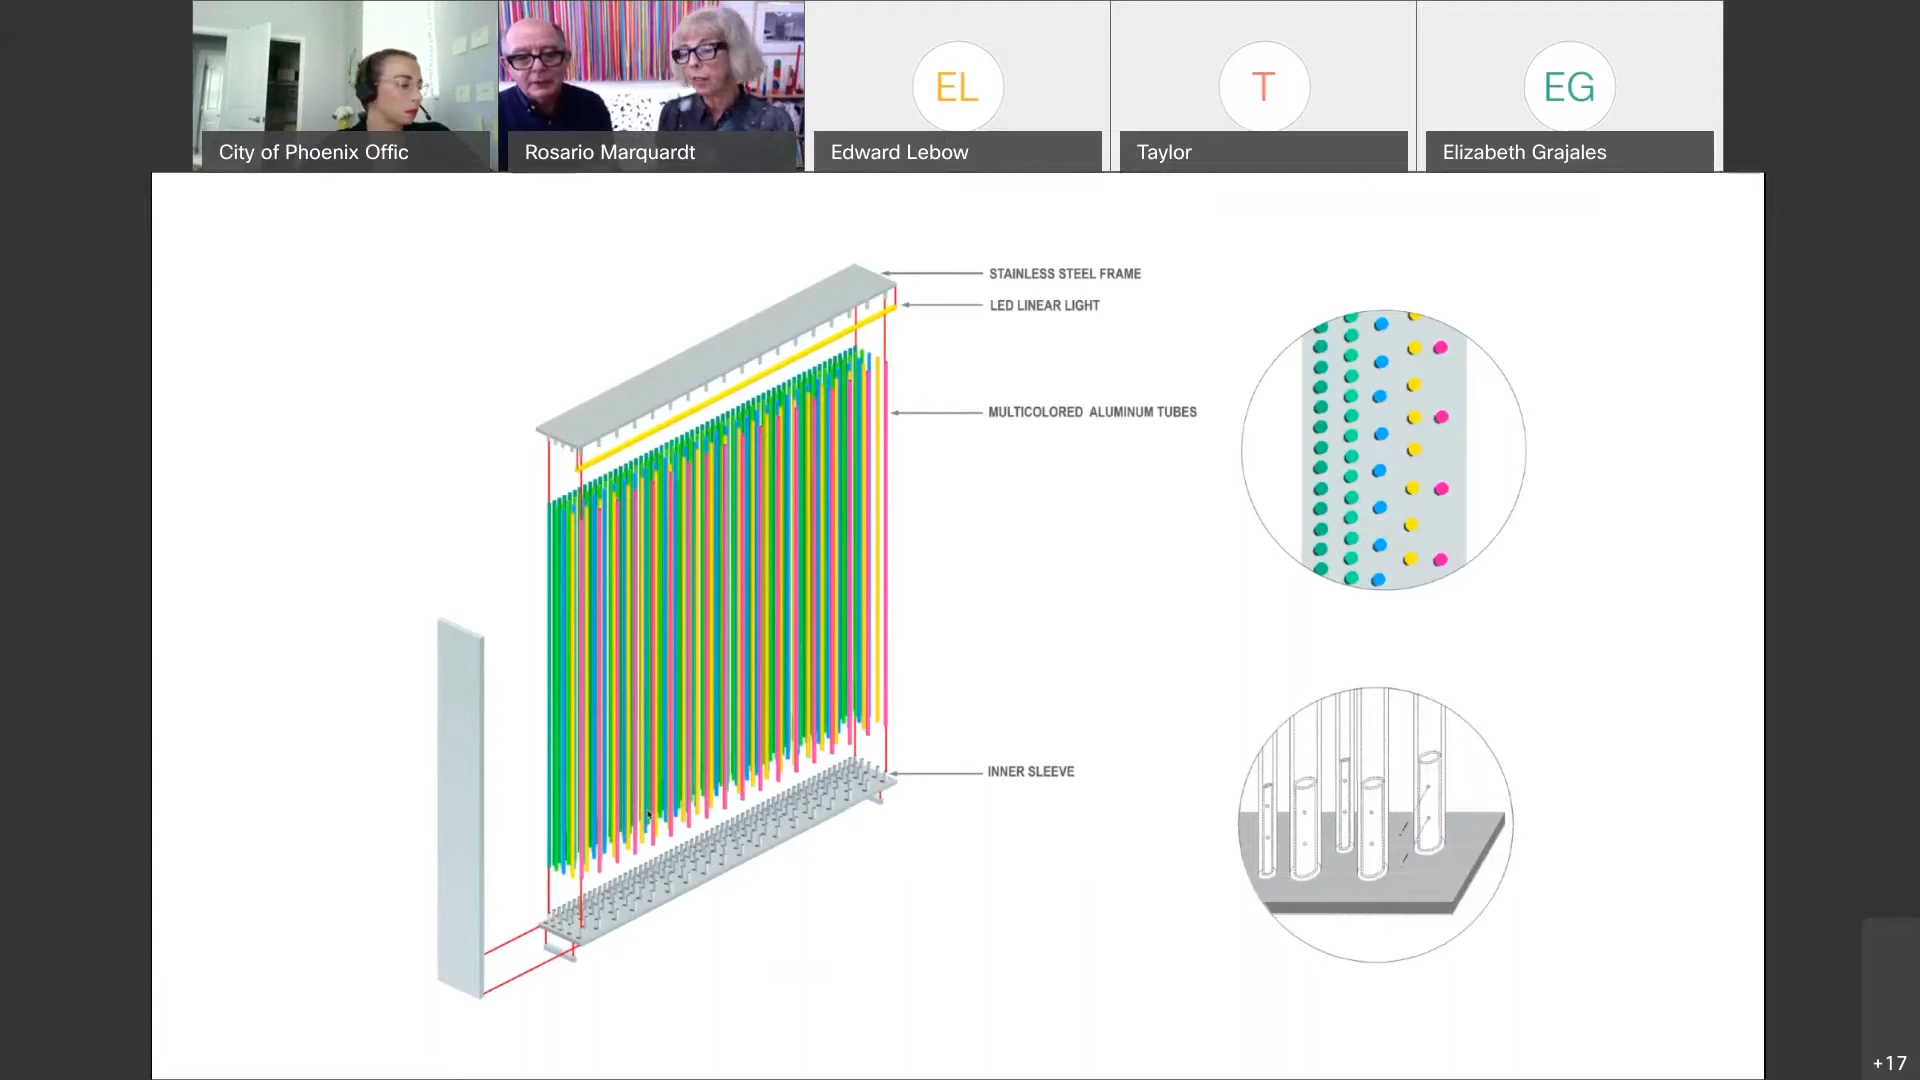 EL
T
EG
City of Phoenix Offic
Rosario Marquardt
Edward Lebow
Taylor
Elizabeth Grajales
STAINLESS STEEL FRAME
LED LINEAR LIGHT
MULTICOLORED ALUMINUM TUBES
INNER SLEEVE
+17